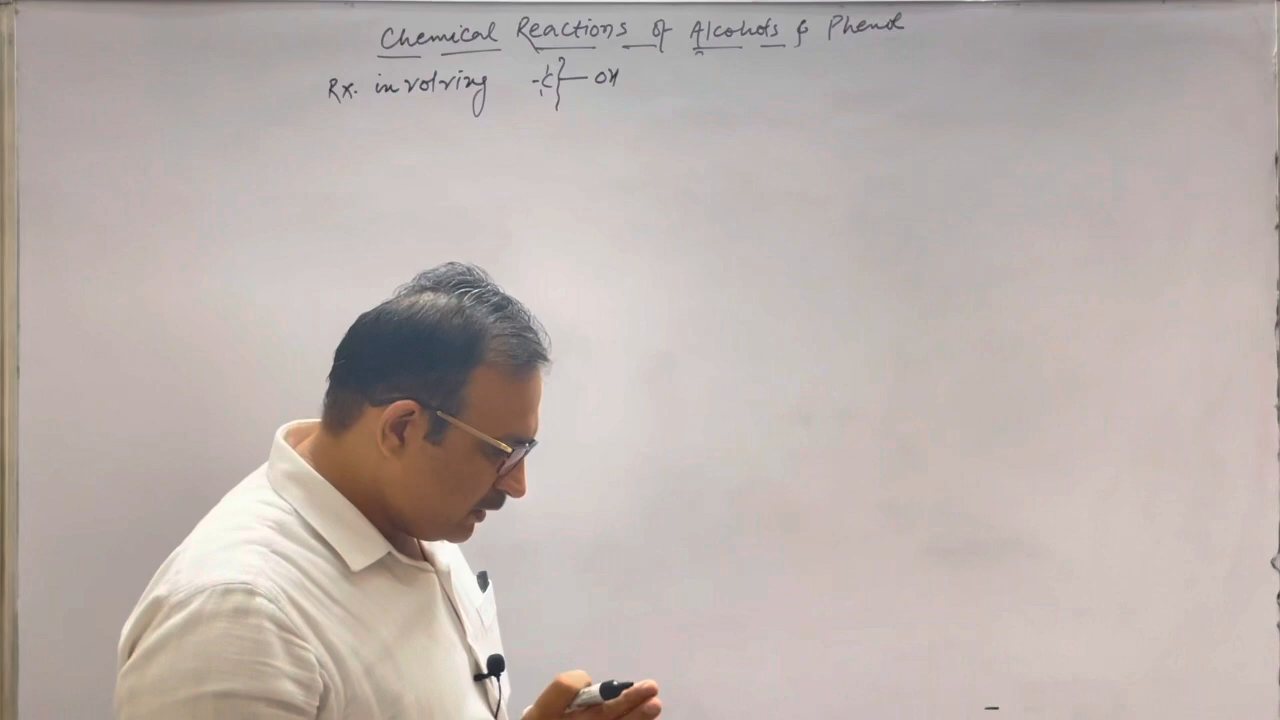 Chemical Reactions of Alcohols & Phenol
Rx. involving -C}-OH